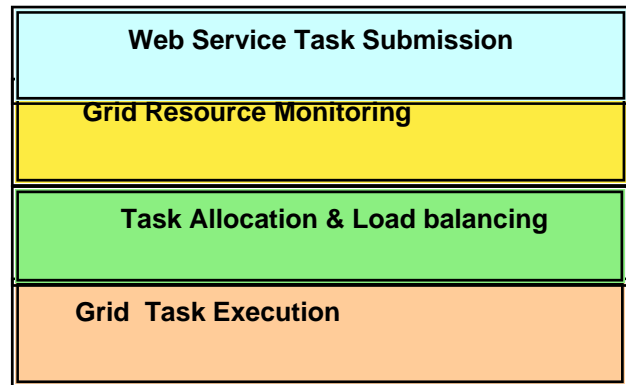 Web Service Task Submission
Grid Resource Monitoring
Task Allocation & Load balancing
Grid Task Execution